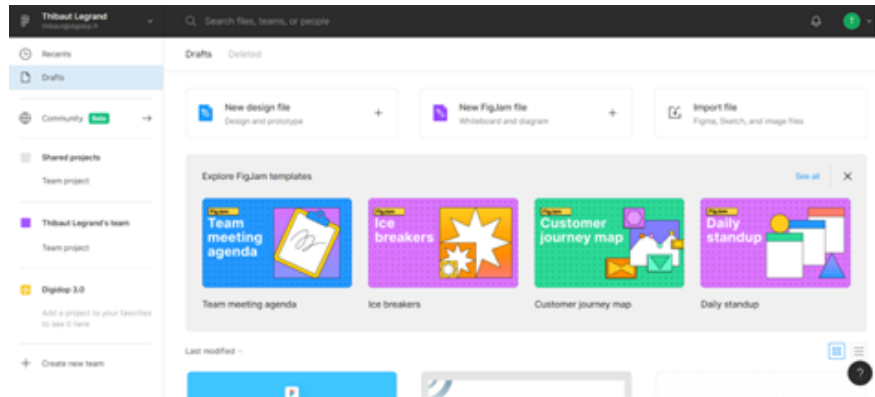 Thibaut Legrand
Search files, teams, or people
T
Recents
Drafts
Community Beta
Shared projects
Team project
Thibaut Legrand's team
Team project
Digidop 3.0
Add a project to your favorites
to see it here
Create new team
Drafts Deleted
New design file
Design and prototype
New FigJam file
Whiteboard and diagram
Import file
Figma, Sketch, and image files
Explore FigJam templates
See all
FigJam
Team
meeting
agenda
FigJam
Ice
breakers
FigJam
Customer
journey map
FigJam
Daily
standup
Team meeting agenda
Ice breakers
Customer journey map
Daily standup
Last modified
?